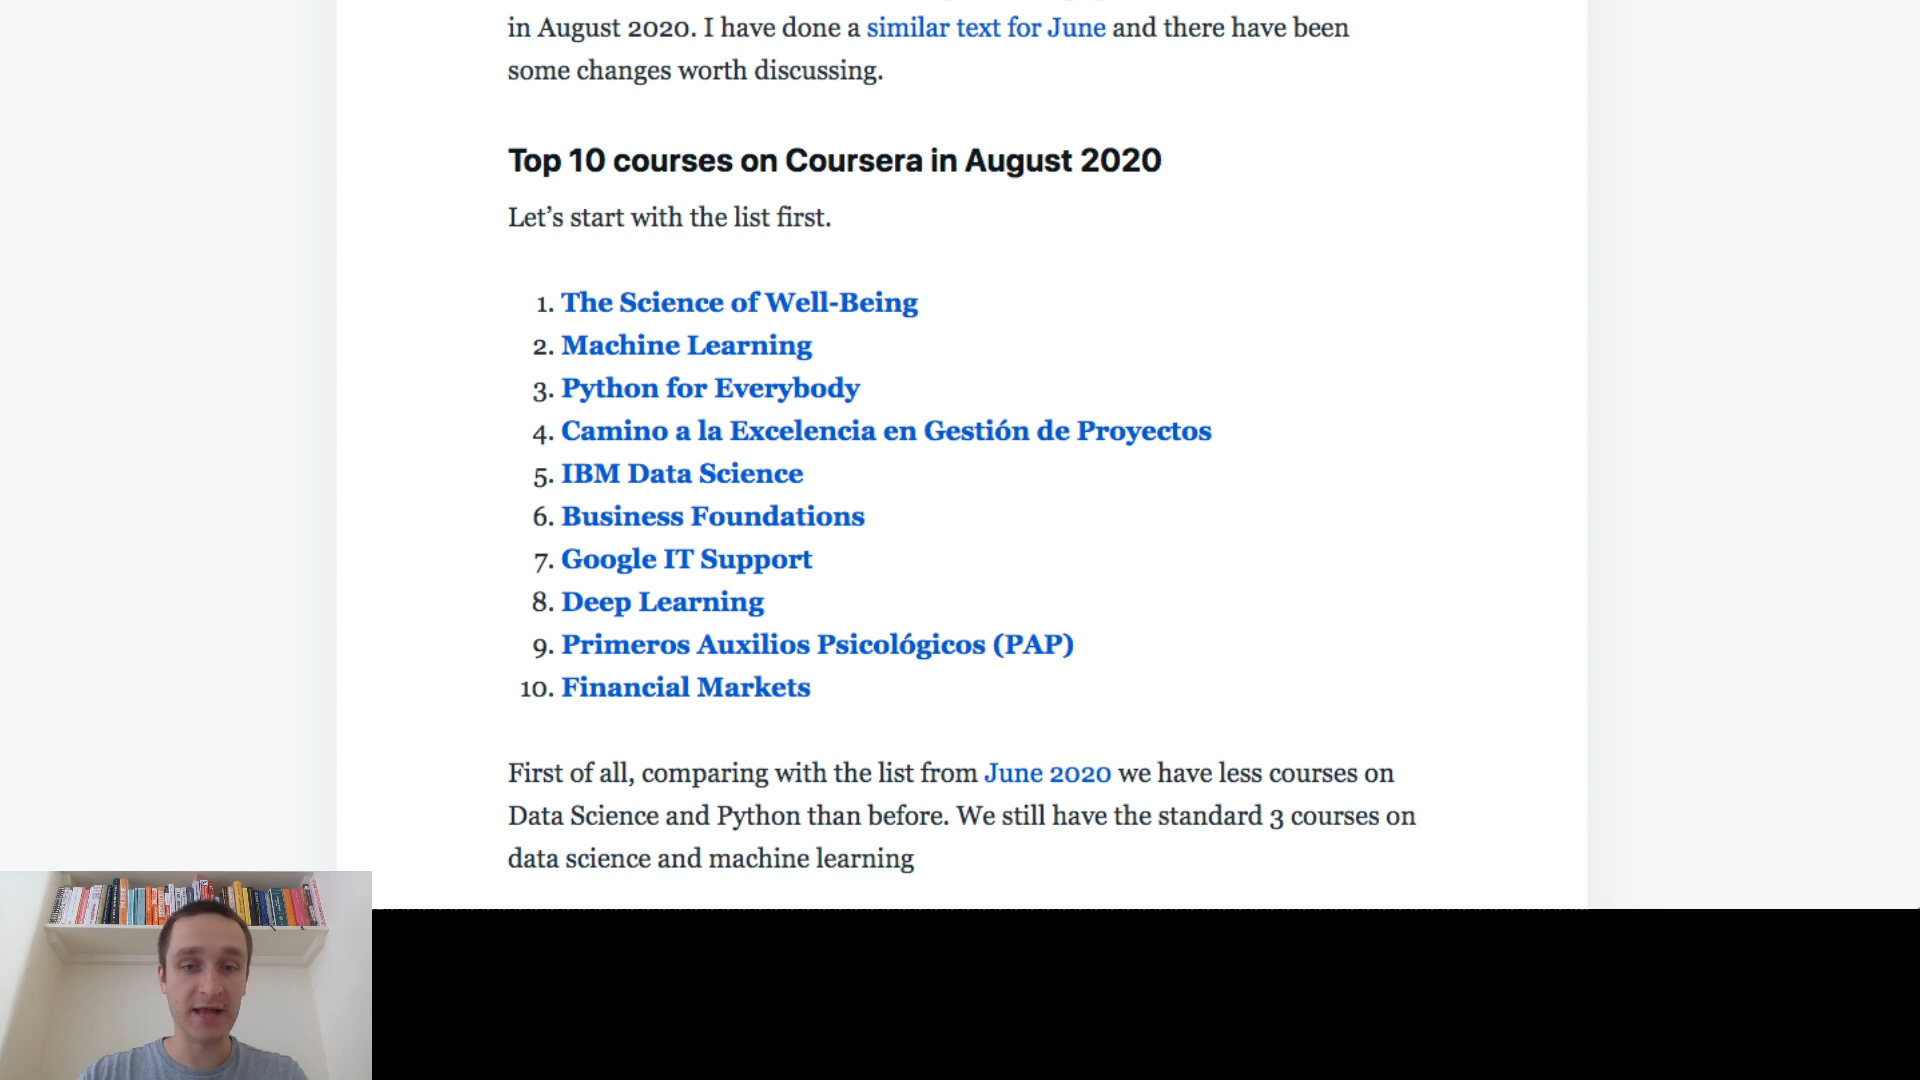 in August 2020. I have done a similar text for June and there have been
some changes worth discussing.
Top 10 courses on Coursera in August 2020
Let’s start with the list first.
1. The Science of Well-Being
2. Machine Learning
3. Python for Everybody
4. Camino a la Excelencia en Gestión de Proyectos
5. IBM Data Science
6. Business Foundations
7. Google IT Support
8. Deep Learning
9. Primeros Auxilios Psicológicos (PAP)
10. Financial Markets
First of all, comparing with the list from June 2020 we have less courses on
Data Science and Python than before. We still have the standard 3 courses on
data science and machine learning